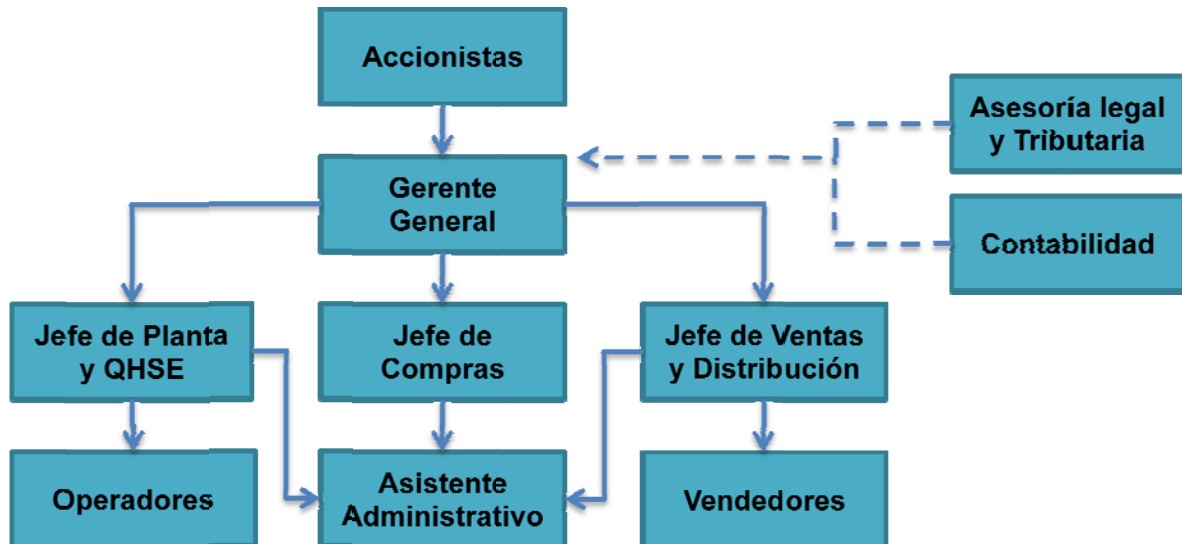 Accionistas
Asesoría legal
y Tributaria
Gerente
General
Contabilidad
Jefe de Planta
y QHSE
Jefe de
Compras
Jefe de Ventas
y Distribución
Operadores
Asistente
Administrativo
Vendedores